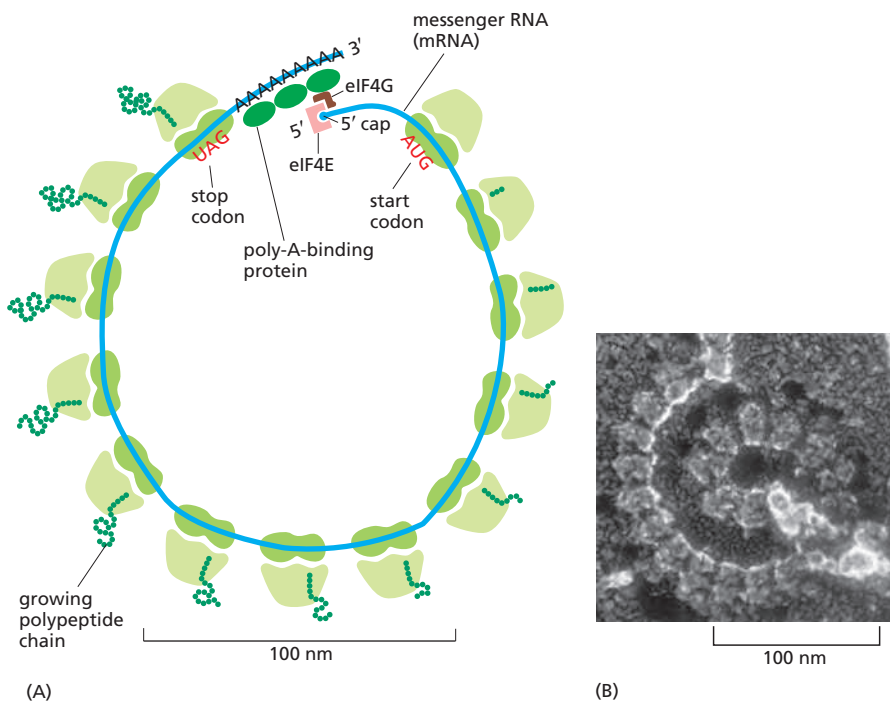 messenger RNA
(mRNA)
AAAAAAAAA 3′
eIF4G
5′
5′ cap
eIF4E
UAG
AUG
stop
codon
start
codon
poly-A-binding
protein
growing
polypeptide
chain
100 nm
100 nm
(A)
(B)